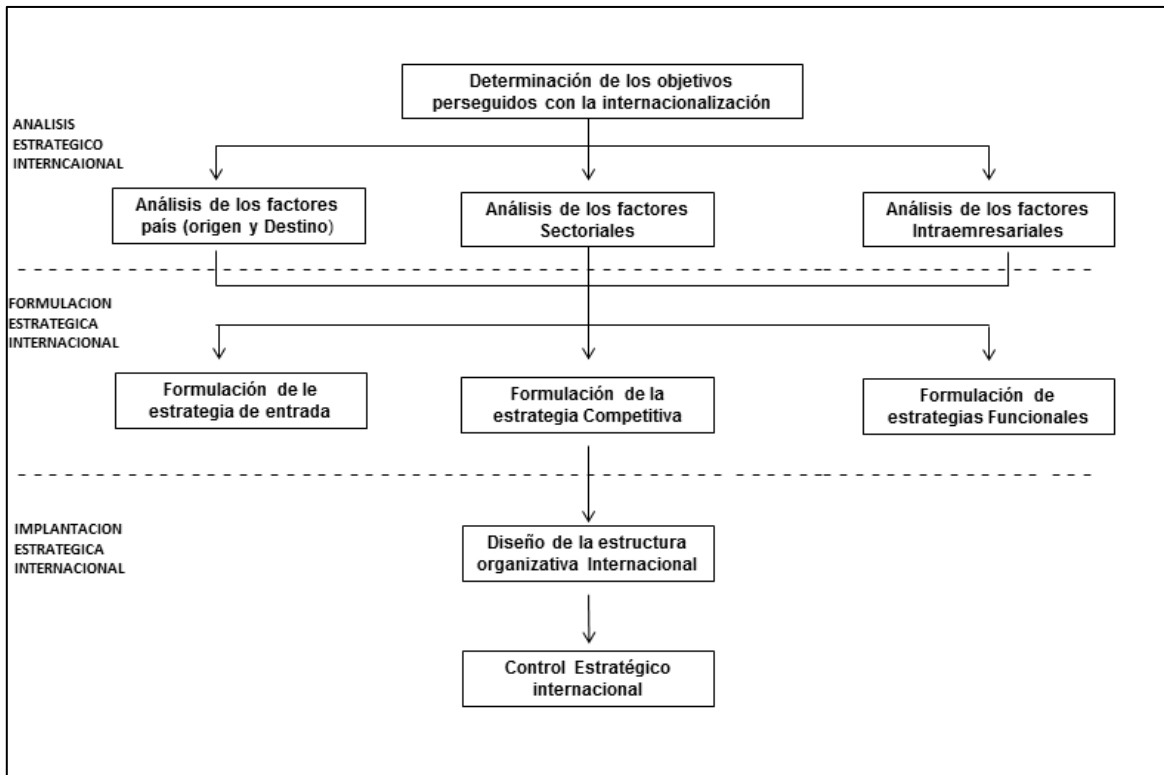 Determinación de los objetivos
perseguidos con la internacionalización
ANALISIS
ESTRATEGICO
INTERNCAIONAL
Análisis de los factores
país (origen y Destino)
Análisis de los factores
Sectoriales
Análisis de los factores
Intraemresariales
FORMULACION
ESTRATEGICA
INTERNACIONAL
Formulación de le
estrategia de entrada
Formulación de la
estrategia Competitiva
Formulación de
estrategias Funcionales
IMPLANTACION
ESTRATEGICA
INTERNACIONAL
Diseño de la estructura
organizativa Internacional
Control Estratégico
internacional